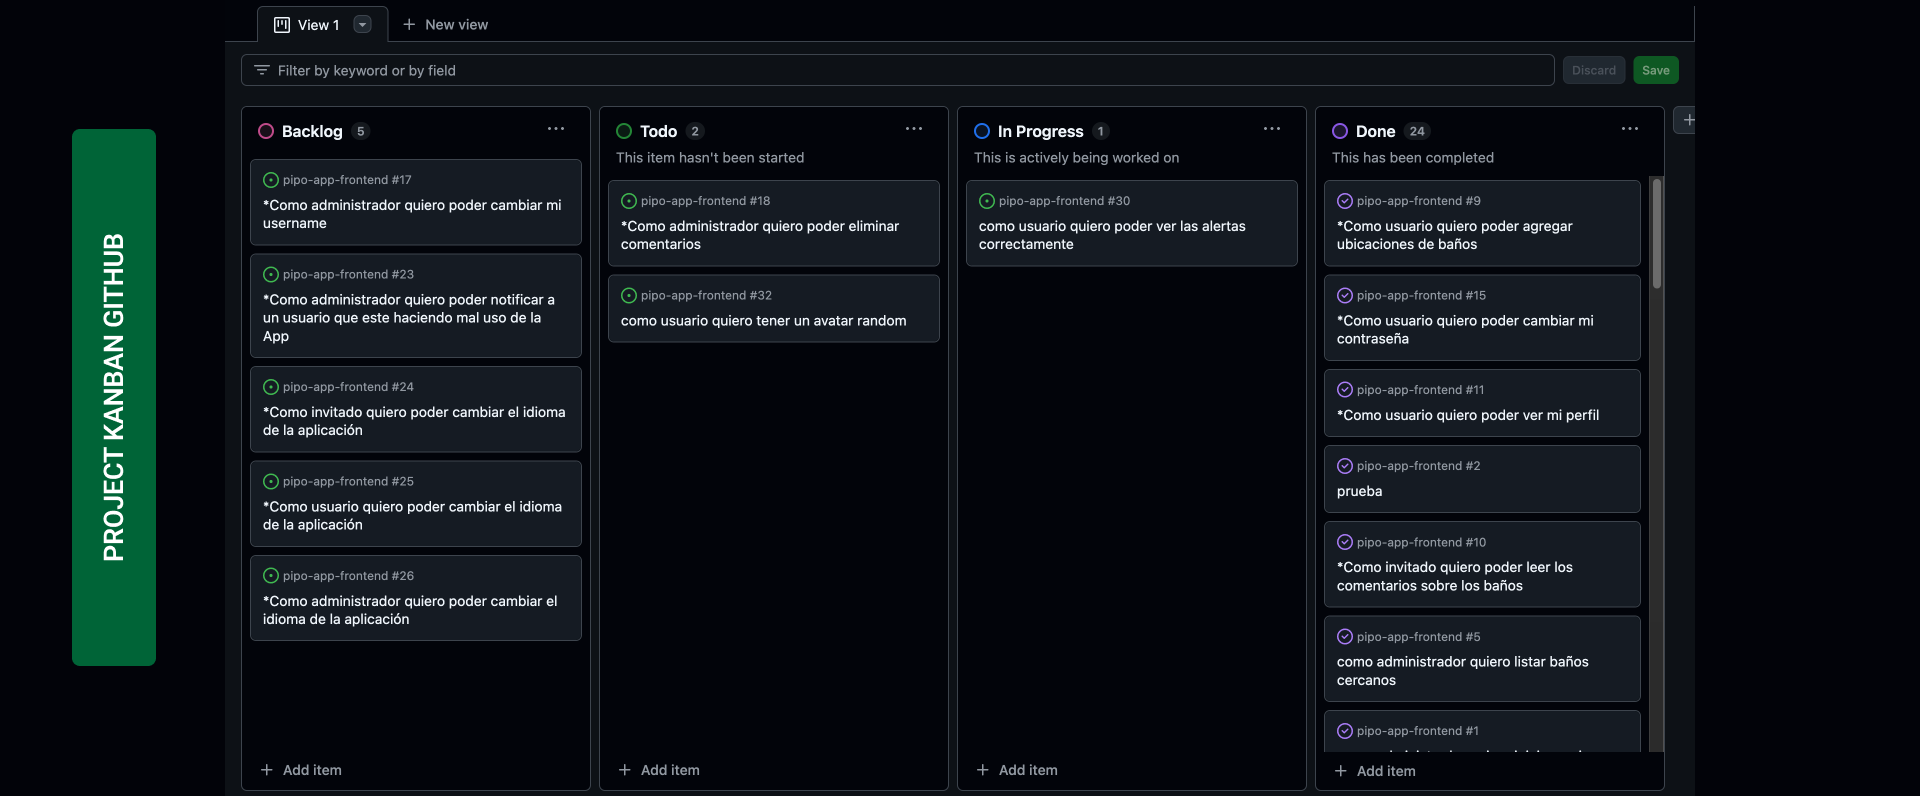 PROJECT KANBAN GITHUB
View 1
New view
Filter by keyword or by field
Discard
Save
Backlog 5
pipo-app-frontend #17
*Como administrador quiero poder cambiar mi
username
pipo-app-frontend #23
*Como administrador quiero poder notificar a
un usuario que este haciendo mal uso de la
App
pipo-app-frontend #24
*Como invitado quiero poder cambiar el idioma
de la aplicación
pipo-app-frontend #25
*Como usuario quiero poder cambiar el idioma
de la aplicación
pipo-app-frontend #26
*Como administrador quiero poder cambiar el
idioma de la aplicación
Add item
Todo 2
This item hasn't been started
pipo-app-frontend #18
*Como administrador quiero poder eliminar
comentarios
pipo-app-frontend #32
como usuario quiero tener un avatar random
Add item
In Progress 1
This is actively being worked on
pipo-app-frontend #30
como usuario quiero poder ver las alertas
correctamente
Add item
Done 24
This has been completed
pipo-app-frontend #9
*Como usuario quiero poder agregar
ubicaciones de baños
pipo-app-frontend #15
*Como usuario quiero poder cambiar mi
contraseña
pipo-app-frontend #11
*Como usuario quiero poder ver mi perfil
pipo-app-frontend #2
prueba
pipo-app-frontend #10
*Como invitado quiero poder leer los
comentarios sobre los baños
pipo-app-frontend #5
como administrador quiero listar baños
cercanos
pipo-app-frontend #1
Add item